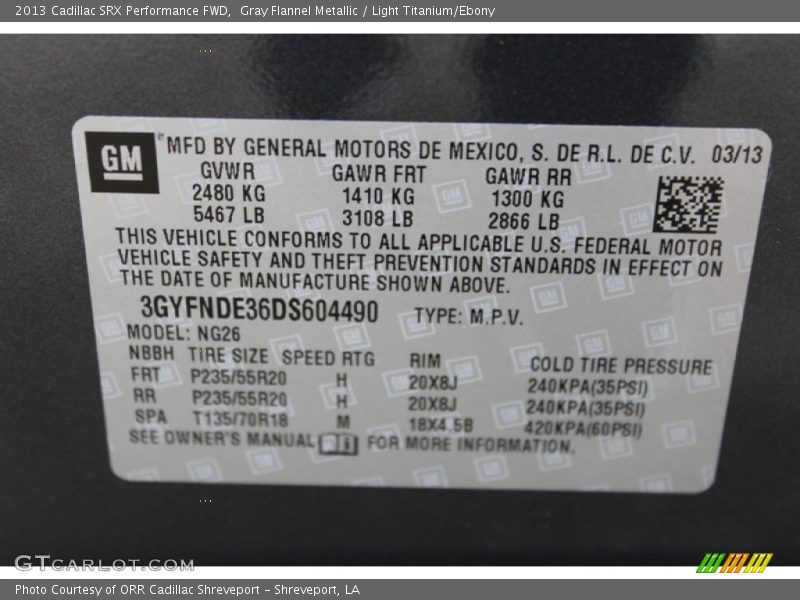 2013 Cadillac SRX Performance FWD,  Gray Flannel Metallic / Light Titanium/Ebony
GM
MFD BY GENERAL MOTORS DE MEXICO, S. DE R.L. DE C.V. 03/13
GVWR GAWR FRT GAWR RR
2480 KG 1410 KG 1300 KG
5467 LB 3108 LB 2866 LB
THIS VEHICLE CONFORMS TO ALL APPLICABLE U.S. FEDERAL MOTOR
VEHICLE SAFETY AND THEFT PREVENTION STANDARDS IN EFFECT ON
THE DATE OF MANUFACTURE SHOWN ABOVE.
3GYFNDE36DS604490 TYPE: M.P.V.
MODEL: NG26
NBBH TIRE SIZE SPEED RTG RIM COLD TIRE PRESSURE
FRT P235/55R20 H 20X8J 240KPA(35PSI)
RR P235/55R20 H 20X8J 240KPA(35PSI)
SPA T135/70R18 M 18X4.5B 420KPA(60PSI)
SEE OWNER'S MANUAL FOR MORE INFORMATION.
GTCARLOT.COM
Photo Courtesy of ORR Cadillac Shreveport - Shreveport, LA